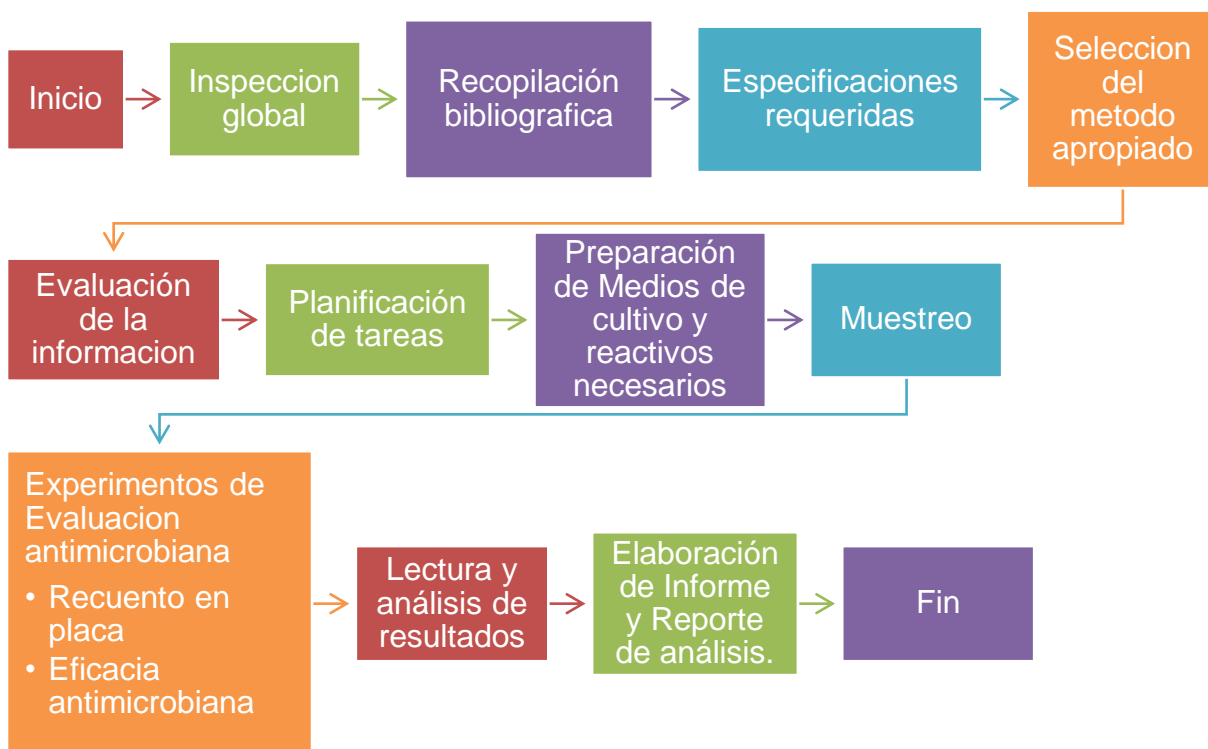 Inicio
Inspeccion
global
Recopilación
bibliografica
Especificaciones
requeridas
Seleccion
del
metodo
apropiado
Evaluación
de la
informacion
Planificación
de tareas
Preparación
de Medios de
cultivo y
reactivos
necesarios
Muestreo
Experimentos de
Evaluacion
antimicrobiana
• Recuento en
placa
• Eficacia
antimicrobiana
Lectura y
análisis de
resultados
Elaboración
de Informe
y Reporte
de análisis.
Fin